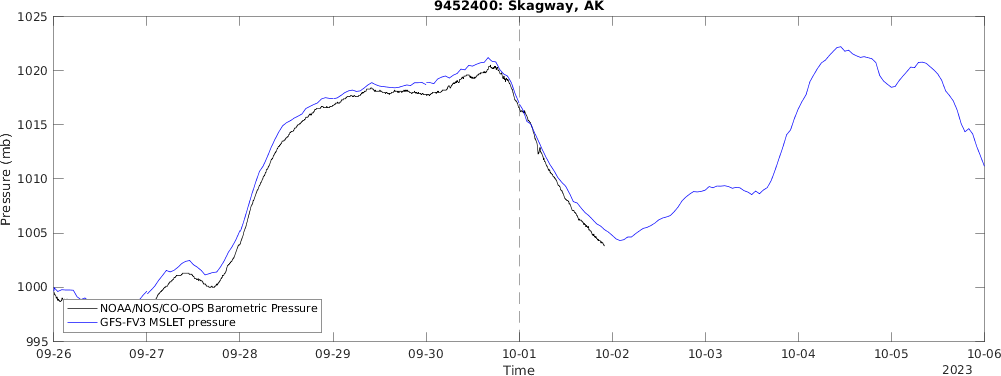 9452400: Skagway, AK
Pressure (mb)
1025
1020
1015
1010
1005
1000
995
NOAA/NOS/CO-OPS Barometric Pressure
GFS-FV3 MSLET pressure
09-26 09-27 09-28 09-29 09-30 10-01 10-02 10-03 10-04 10-05 10-06
Time
2023